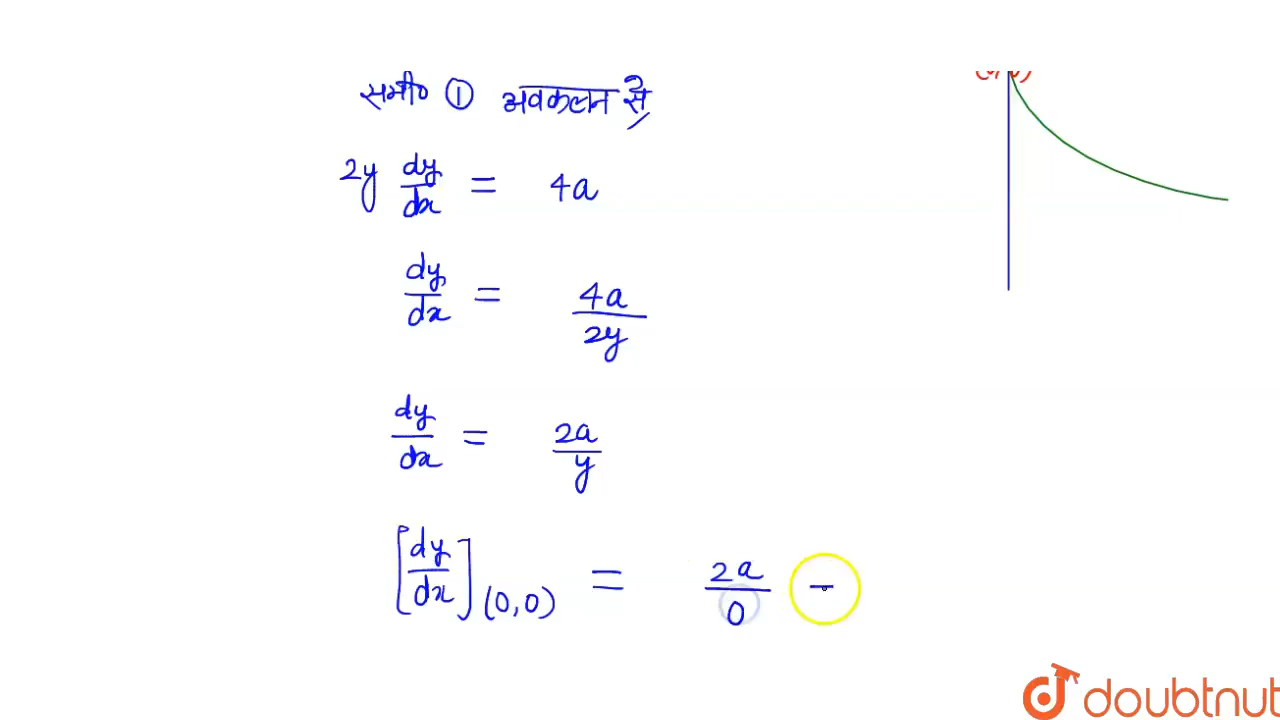 समी० ① अवकलन से,
2y dy/dx = 4a
dy/dx = 4a/2y
dy/dx = 2a/y
[dy/dx](0,0) = 2a/0 -
doubtnut